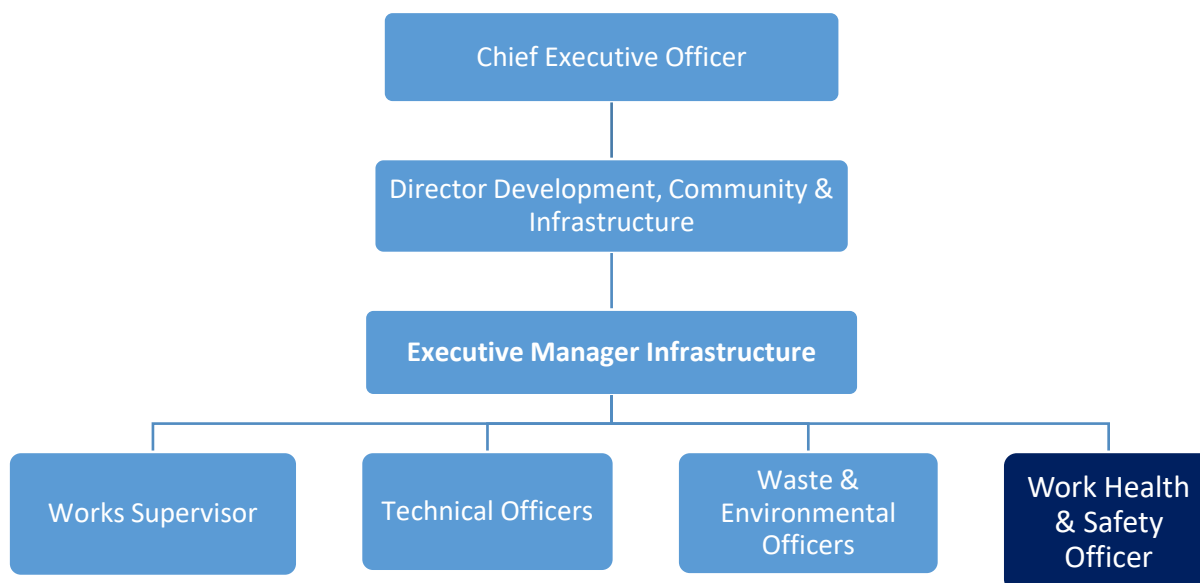 Chief Executive Officer
Director Development, Community &
Infrastructure
Executive Manager Infrastructure
Works Supervisor
Technical Officers
Waste &
Environmental
Officers
Work Health
& Safety
Officer